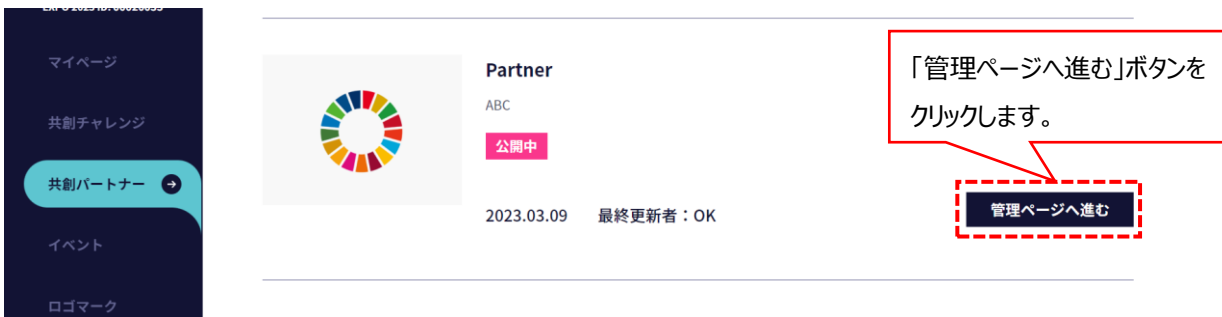 マイページ
共創チャレンジ
共創パートナー
イベント
ロゴマーク
Partner
ABC
公開中
2023.03.09 最終更新者：OK
「管理ページへ進む」ボタンを
クリックします。
管理ページへ進む